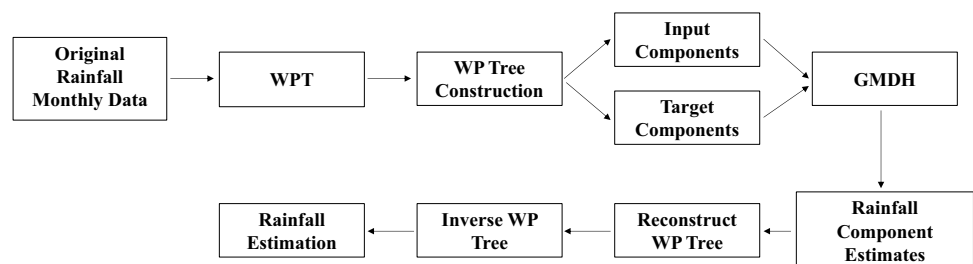 Original
Rainfall
Monthly Data
WPT
WP Tree
Construction
Input
Components
Target
Components
GMDH
Rainfall
Component
Estimates
Reconstruct
WP Tree
Inverse WP
Tree
Rainfall
Estimation